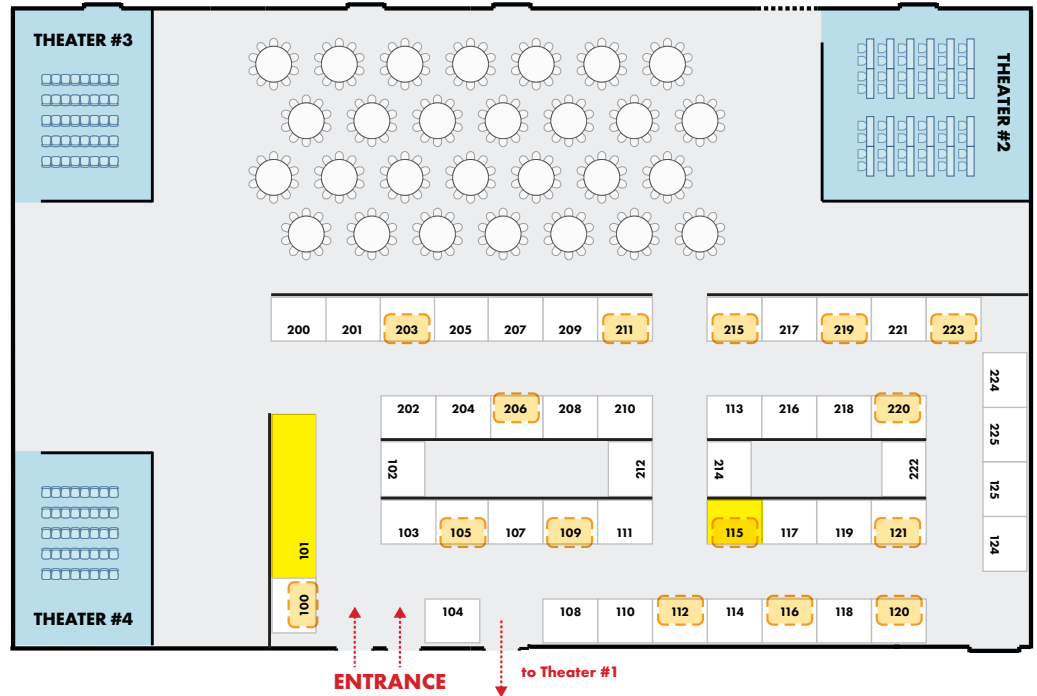 THEATER #3
THEATER #2
200 201 203 205 207 209 211 215 217 219 221 223
224
202 204 206 208 210 113 216 218 220
225
102 212 214 222
125
103 105 107 109 111 115 117 119 121
124
101
100
104 108 110 112 114 116 118 120
THEATER #4
ENTRANCE
to Theater #1